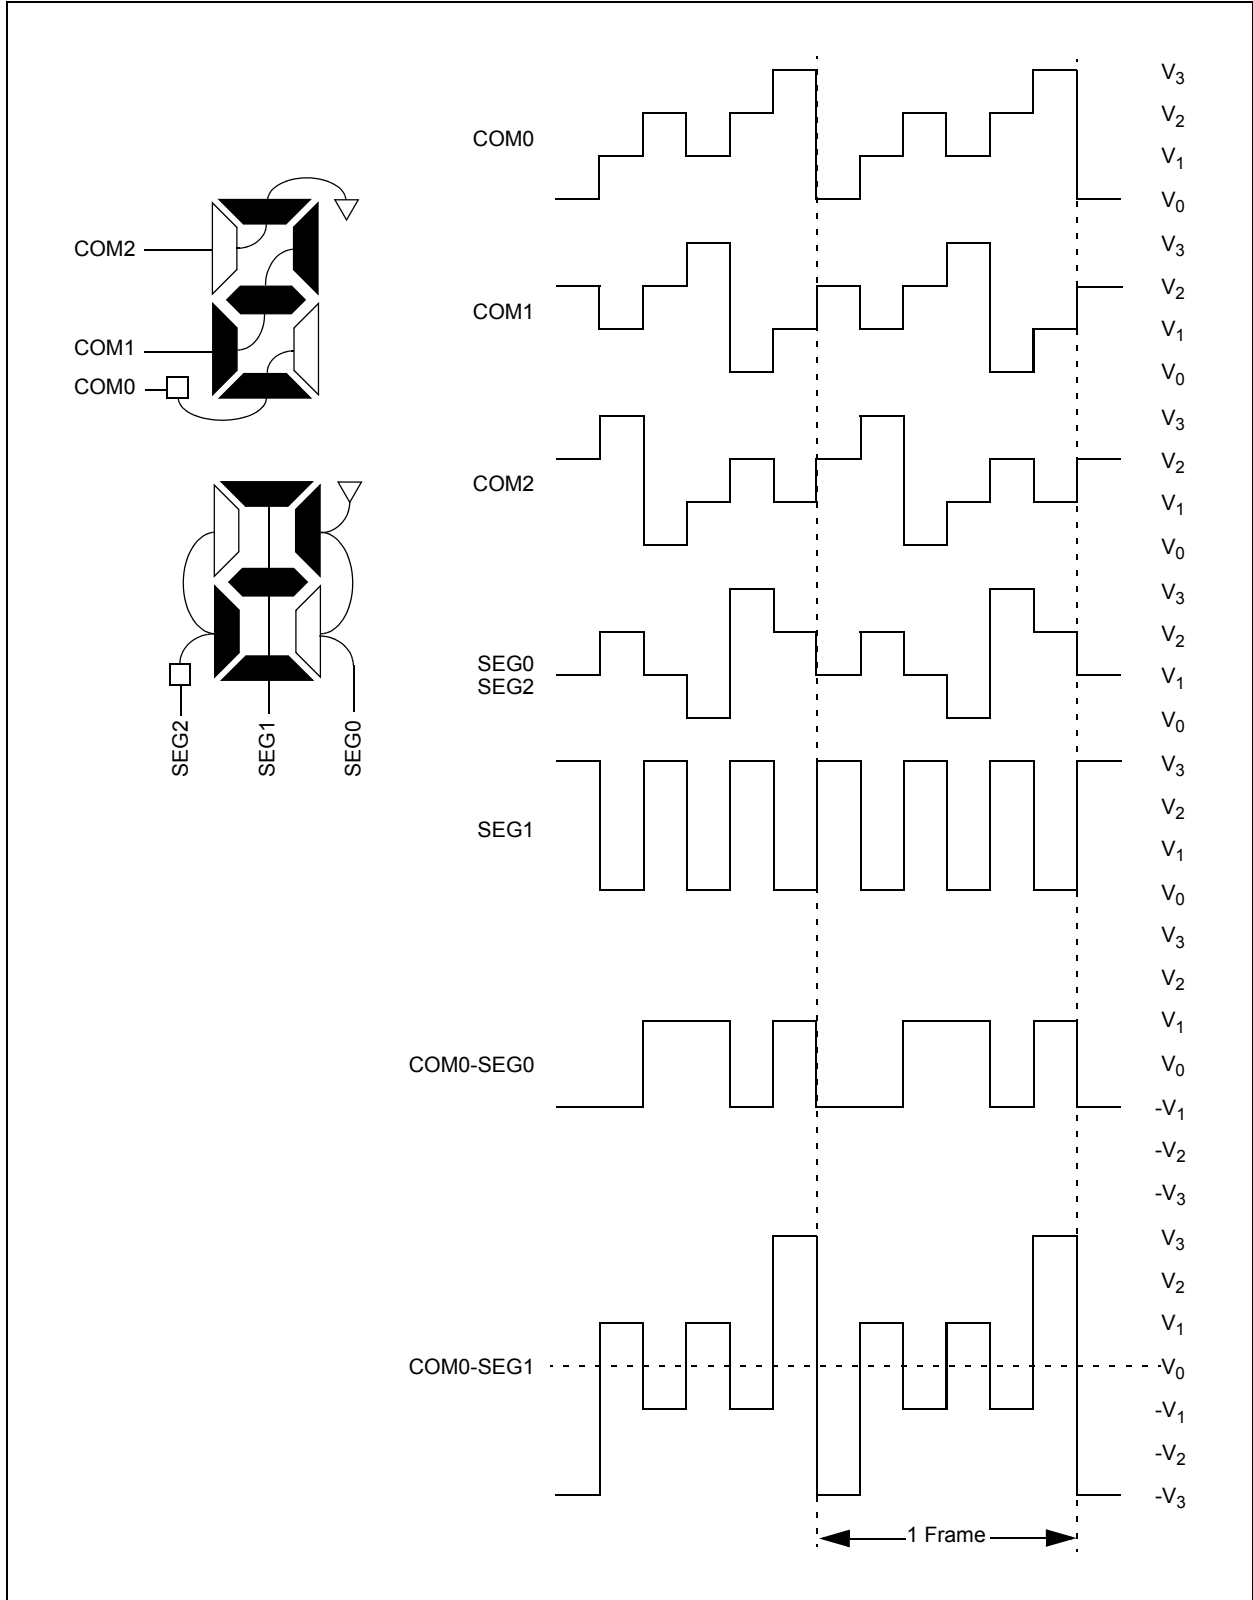 COM2
COM1
COM0
SEG2
SEG1
SEG0
COM0
V3
V2
V1
V0
COM1
V3
V2
V1
V0
COM2
V3
V2
V1
V0
SEG0
SEG2
V3
V2
V1
V0
SEG1
V3
V2
V1
V0
COM0-SEG0
V3
V2
V1
V0
-V1
-V2
-V3
COM0-SEG1
V3
V2
V1
V0
-V1
-V2
-V3
1 Frame